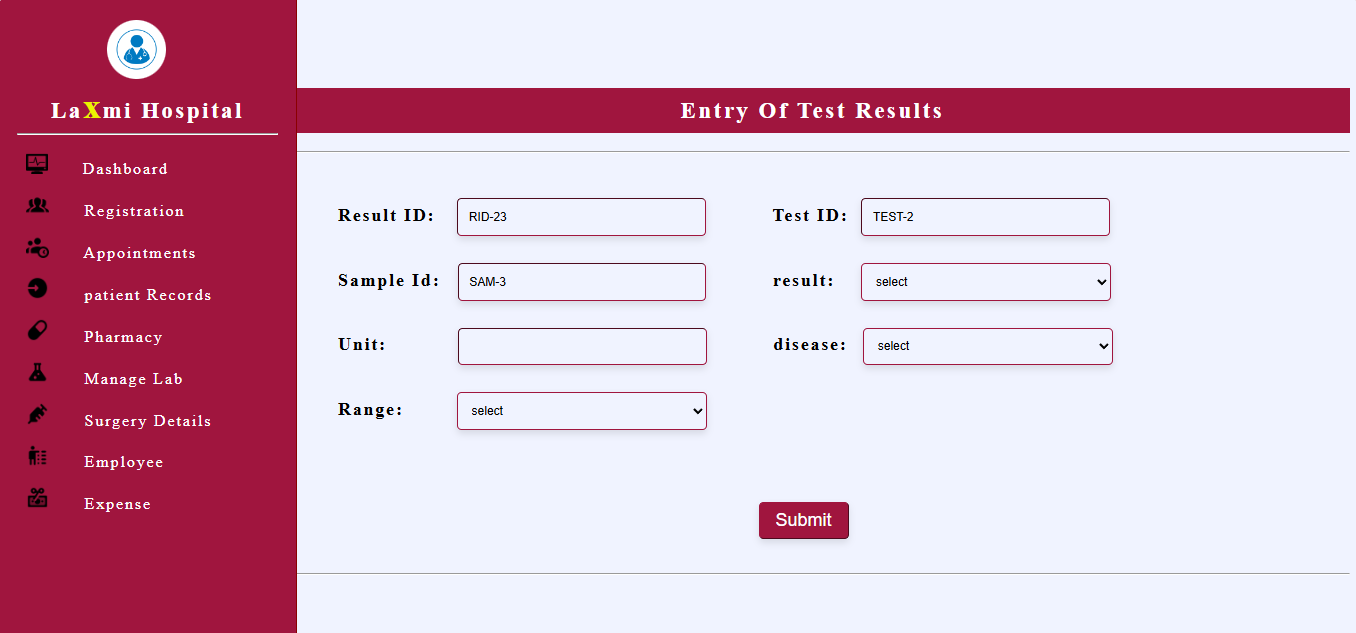 LaXmi Hospital
Dashboard
Registration
Appointments
patient Records
Pharmacy
Manage Lab
Surgery Details
Employee
Expense
Entry Of Test Results
Result ID: RID-23 Test ID: TEST-2
Sample Id: SAM-3 result: select
Unit: disease: select
Range: select
Submit